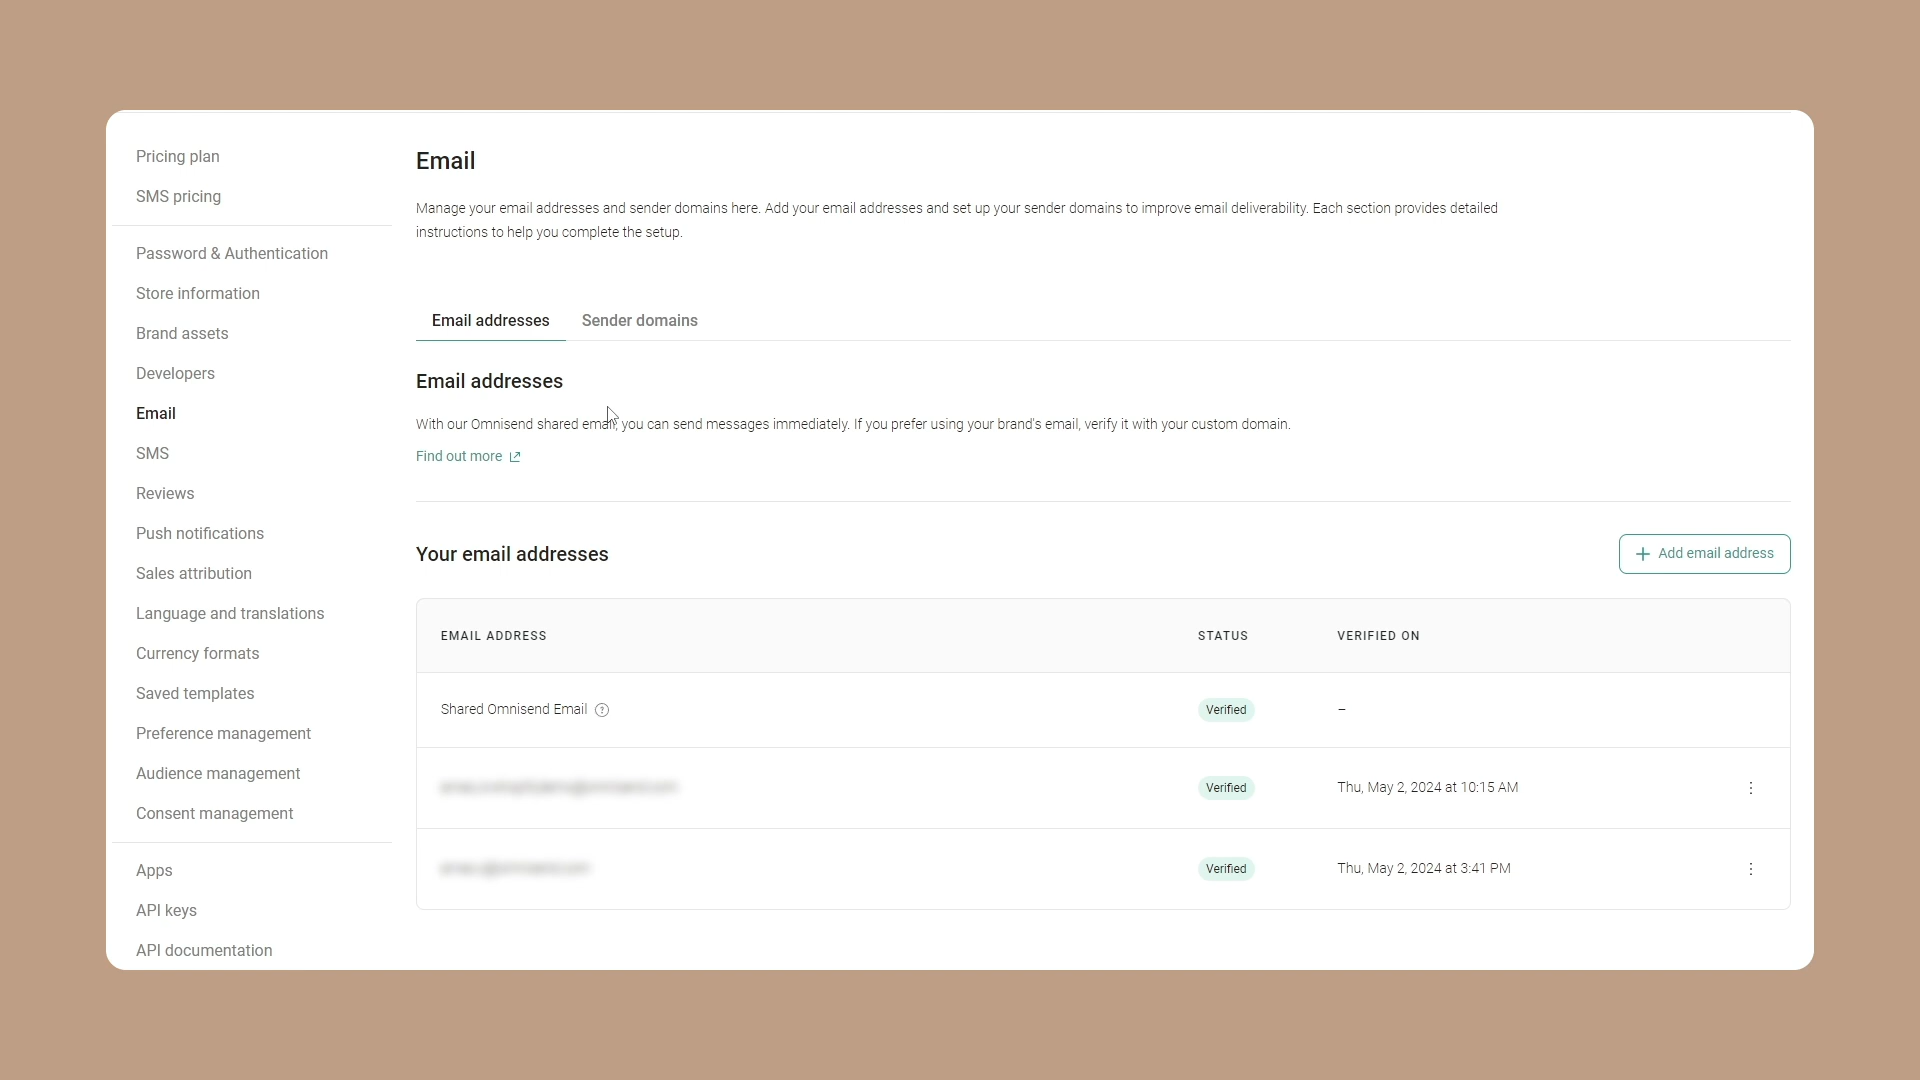 Pricing plan
SMS pricing
Password & Authentication
Store information
Brand assets
Developers
Email
SMS
Reviews
Push notifications
Sales attribution
Language and translations
Currency formats
Saved templates
Preference management
Audience management
Consent management
Apps
API keys
API documentation
Email
Manage your email addresses and sender domains here. Add your email addresses and set up your sender domains to improve email deliverability. Each section provides detailed
instructions to help you complete the setup.
Email addresses Sender domains
Email addresses
With our Omnisend shared email, you can send messages immediately. If you prefer using your brand's email, verify it with your custom domain.
Find out more
Your email addresses
+ Add email address
EMAIL ADDRESS STATUS VERIFIED ON
Shared Omnisend Email ? Verified –
Verified Thu, May 2, 2024 at 10:15 AM
Verified Thu, May 2, 2024 at 3:41 PM